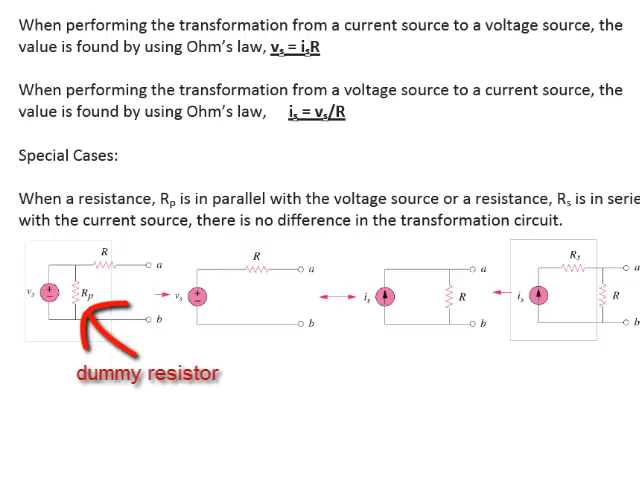 When performing the transformation from a current source to a voltage source, the
value is found by using Ohm's law, vs = isR
When performing the transformation from a voltage source to a current source, the
value is found by using Ohm's law, is = vs/R
Special Cases:
When a resistance, Rp is in parallel with the voltage source or a resistance, Rs is in serie
with the current source, there is no difference in the transformation circuit.
R a vs + − Rp b
R a vs + − b
a is R b
Rs a is R b
dummy resistor